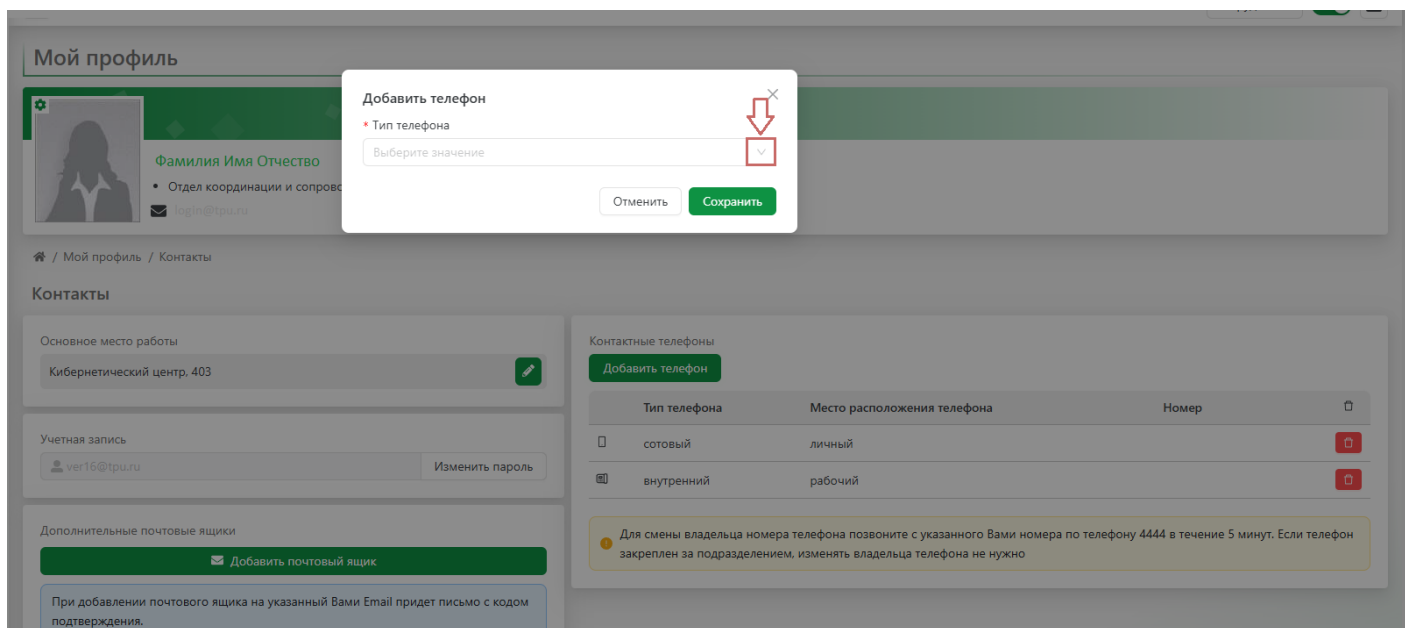 Мой профиль
Добавить телефон
* Тип телефона
Выберите значение
Отменить
Сохранить
Фамилия Имя Отчество
• Отдел координации и сопрово
login@tpu.ru
/ Мой профиль / Контакты
Контакты
Основное место работы
Кибернетический центр, 403
Учетная запись
ver16@tpu.ru
Изменить пароль
Дополнительные почтовые ящики
Добавить почтовый ящик
При добавлении почтового ящика на указанный Вами Email придет письмо с кодом
подтверждения.
Контактные телефоны
Добавить телефон
Тип телефона Место расположения телефона Номер
сотовый личный
внутренний рабочий
Для смены владельца номера телефона позвоните с указанного Вами номера по телефону 4444 в течение 5 минут. Если телефон
закреплен за подразделением, изменять владельца телефона не нужно